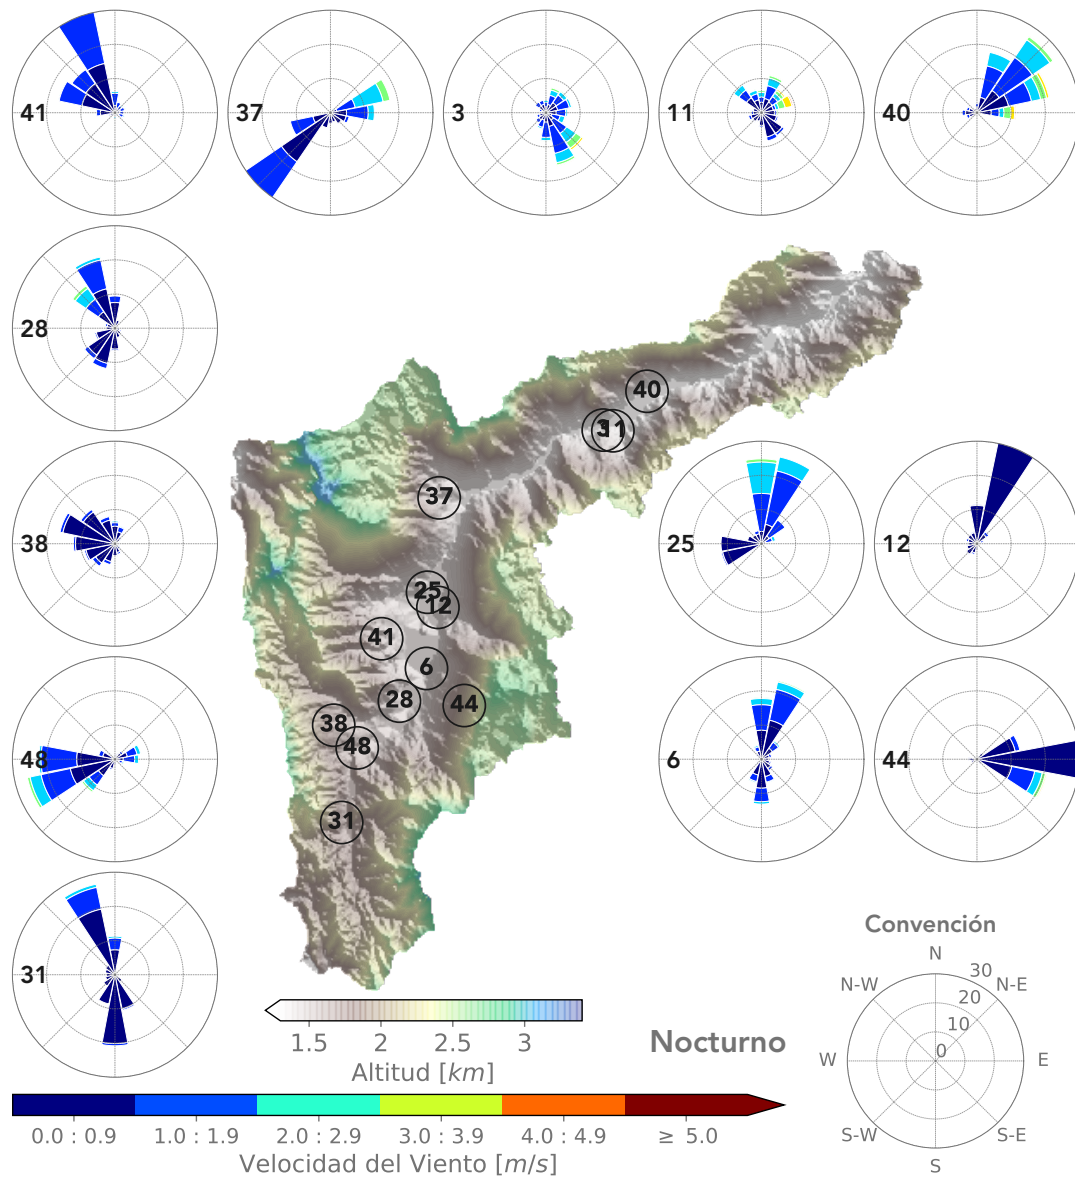 41
37
3
11
40
28
40
3
11
38
37
25
12
25
12
41
6
28
44
38
48
48
6
44
31
31
Convención
N
N-W
N-E
30
20
10
0
W
E
S-W
S-E
S
1.5 2 2.5 3
Altitud [km]
Nocturno
0.0 : 0.9 1.0 : 1.9 2.0 : 2.9 3.0 : 3.9 4.0 : 4.9 ≥ 5.0
Velocidad del Viento [m/s]